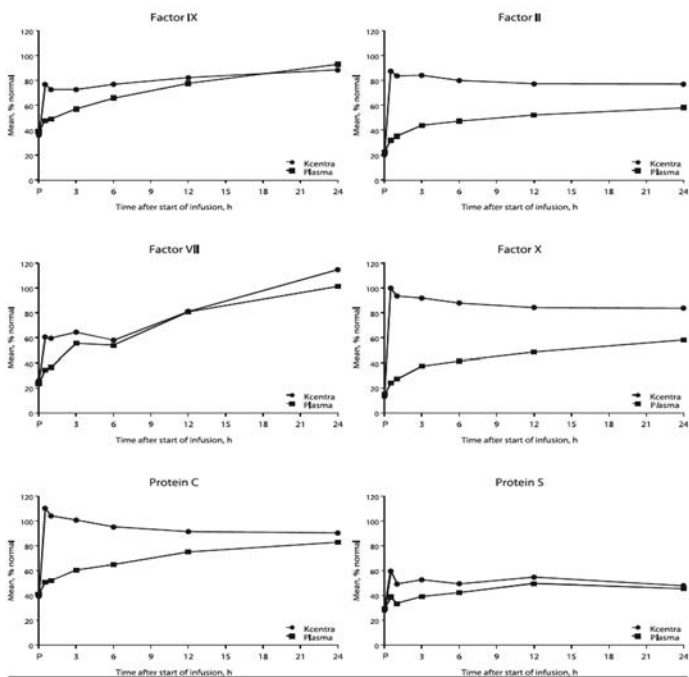 Factor IX
Mean, % normal
120
100
80
60
40
20
0
Kcentra
Plasma
P 3 6 9 12 15 18 21 24
Time after start of infusion, h
Factor II
Mean, % normal
120
100
80
60
40
20
0
Kcentra
Plasma
P 3 6 9 12 15 18 21 24
Time after start of infusion, h
Factor VII
Mean, % normal
120
100
80
60
40
20
0
Kcentra
Plasma
P 3 6 9 12 15 18 21 24
Time after start of infusion, h
Factor X
Mean, % normal
120
100
80
60
40
20
0
Kcentra
Plasma
P 3 6 9 12 15 18 21 24
Time after start of infusion, h
Protein C
Mean, % normal
120
100
80
60
40
20
0
Kcentra
Plasma
P 3 6 9 12 15 18 21 24
Time after start of infusion, h
Protein S
Mean, % normal
120
100
80
60
40
20
0
Kcentra
Plasma
P 3 6 9 12 15 18 21 24
Time after start of infusion, h